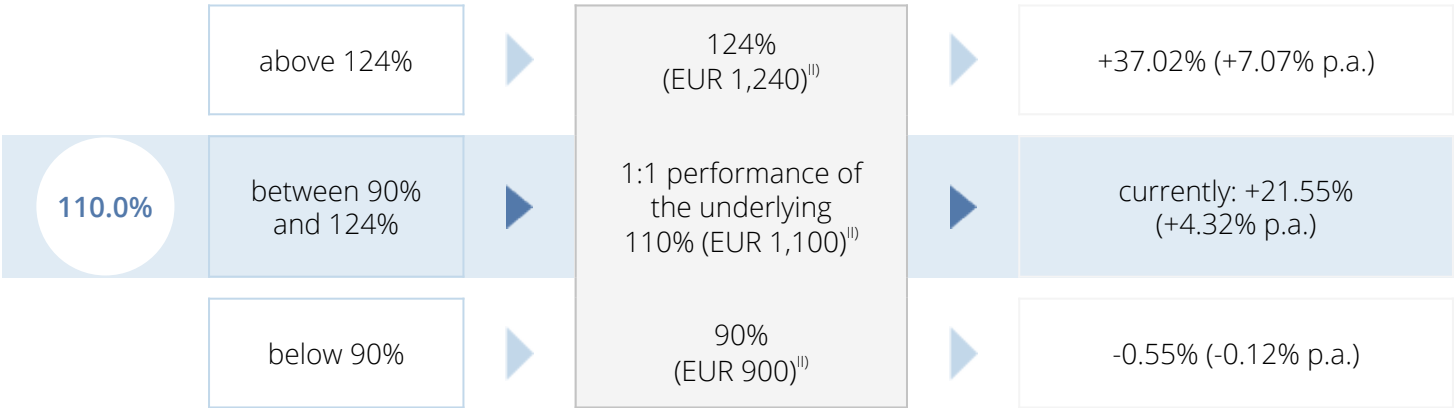 above 124%
124%
(EUR 1,240)II)
+37.02% (+7.07% p.a.)
110.0%
between 90%
and 124%
1:1 performance of
the underlying
110% (EUR 1,100)II)
currently: +21.55%
(+4.32% p.a.)
below 90%
90%
(EUR 900)II)
-0.55% (-0.12% p.a.)